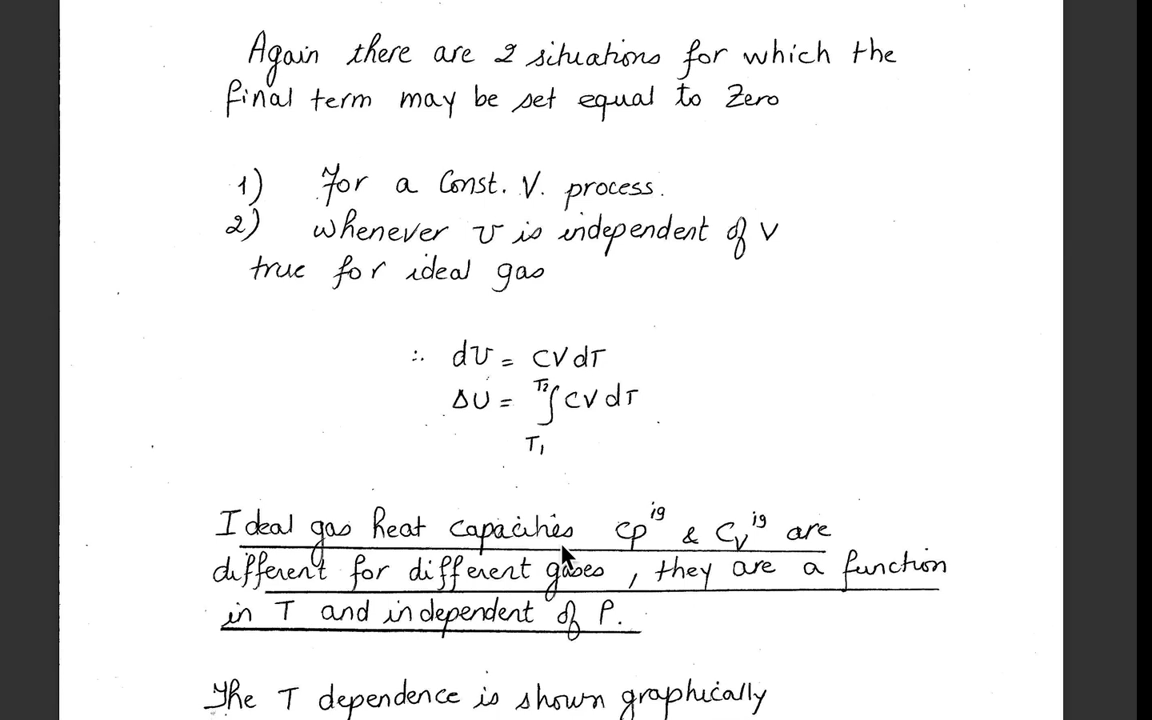 Again there are 2 situations for which the
final term may be set equal to Zero
1) For a Const. V. process.
2) whenever U is independent of V
true for ideal gas
∴ dU = CV dT
ΔU = T2∫ CV dT
T1
Ideal gas heat capacities Cp^ig & Cv^ig are
different for different gases, they are a function
in T and independent of P.
The T dependence is shown graphically